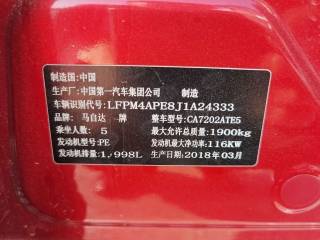 制造国：中国
生产厂：中国第一汽车集团公司 制造
车辆识别代号：LFPM4APE8J1A24333
品牌：马自达 牌 整车型号：CA7202ATE5
乘坐人数：5 最大允许总质量：1900kg
发动机型号：PE 发动机最大净功率：116KW
发动机排量：1,998L 2018年03月